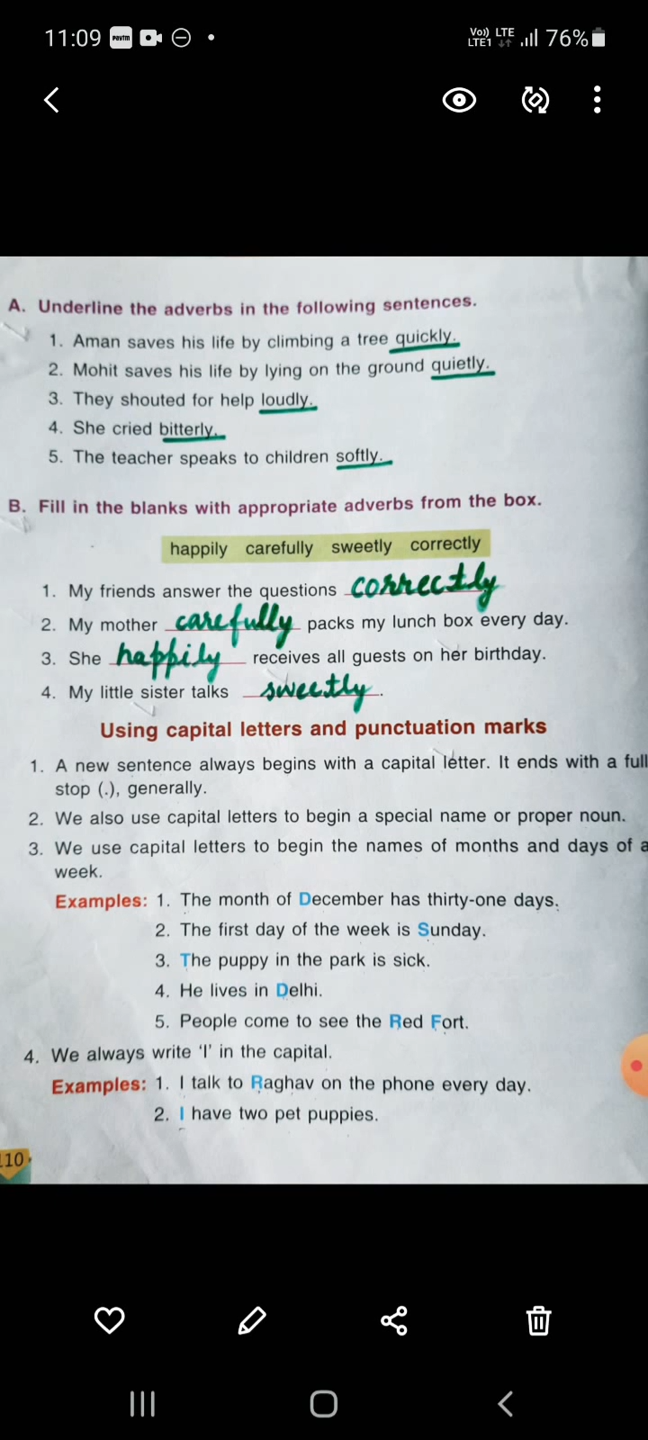 11:09 paytm Vo)) LTE LTE1 76%
A. Underline the adverbs in the following sentences.
1. Aman saves his life by climbing a tree quickly.
2. Mohit saves his life by lying on the ground quietly.
3. They shouted for help loudly.
4. She cried bitterly.
5. The teacher speaks to children softly.
B. Fill in the blanks with appropriate adverbs from the box.
happily carefully sweetly correctly
1. My friends answer the questions correctly
2. My mother carefully packs my lunch box every day.
3. She happily receives all guests on her birthday.
4. My little sister talks sweetly.
Using capital letters and punctuation marks
1. A new sentence always begins with a capital letter. It ends with a full
stop (.), generally.
2. We also use capital letters to begin a special name or proper noun.
3. We use capital letters to begin the names of months and days of a
week.
Examples: 1. The month of December has thirty-one days.
2. The first day of the week is Sunday.
3. The puppy in the park is sick.
4. He lives in Delhi.
5. People come to see the Red Fort.
4. We always write ‘I’ in the capital.
Examples: 1. I talk to Raghav on the phone every day.
2. I have two pet puppies.
110